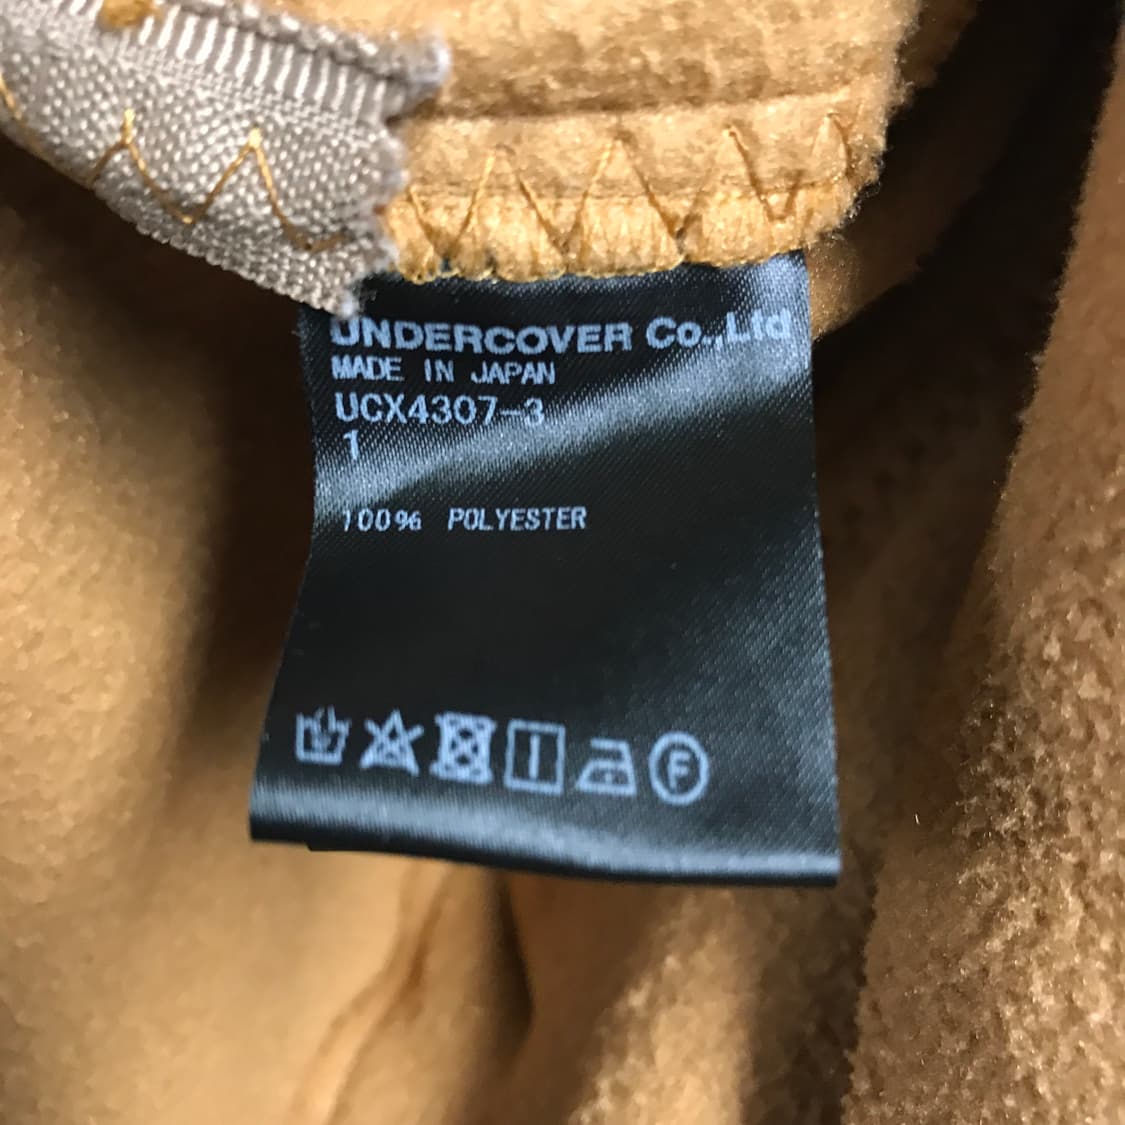 UNDERCOVER Co.,Ltd
MADE IN JAPAN
UCX4307-3
1
100% POLYESTER
F